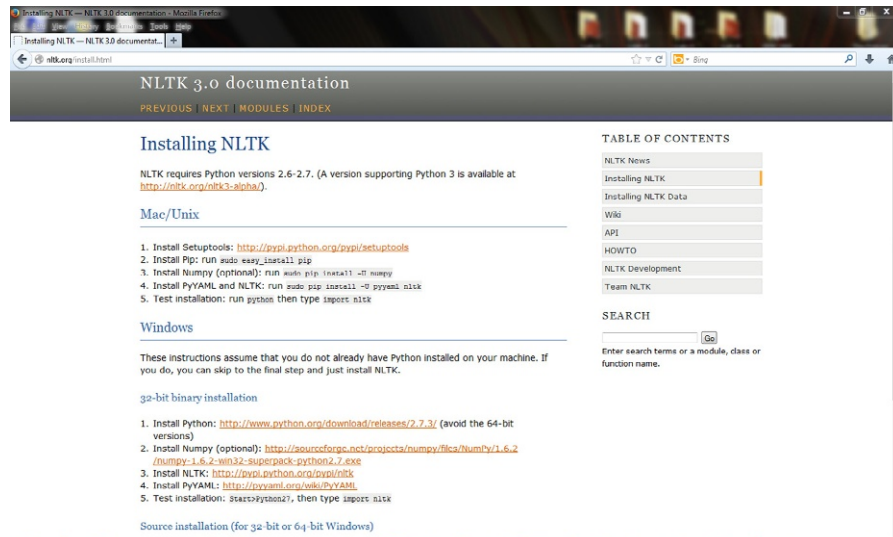 Installing NLTK — NLTK 3.0 documentation - Mozilla Firefox
View History Bookmarks Tools Help
Installing NLTK — NLTK 3.0 documentat...
nltk.org/install.html
Bing
NLTK 3.0 documentation
PREVIOUS | NEXT | MODULES | INDEX
Installing NLTK
NLTK requires Python versions 2.6-2.7. (A version supporting Python 3 is available at
http://nltk.org/nltk3-alpha/).
Mac/Unix
1. Install Setuptools: http://pypi.python.org/pypi/setuptools
2. Install Pip: run sudo easy_install pip
3. Install Numpy (optional): run sudo pip install -U numpy
4. Install PyYAML and NLTK: run sudo pip install -U pyyaml nltk
5. Test installation: run python then type import nltk
Windows
These instructions assume that you do not already have Python installed on your machine. If
you do, you can skip to the final step and just install NLTK.
32-bit binary installation
1. Install Python: http://www.python.org/download/releases/2.7.3/ (avoid the 64-bit
versions)
2. Install Numpy (optional): http://sourceforge.net/projects/numpy/files/NumPy/1.6.2
/numpy-1.6.2-win32-superpack-python2.7.exe
3. Install NLTK: http://pypi.python.org/pypi/nltk
4. Install PyYAML: http://pyyaml.org/wiki/PyYAML
5. Test installation: Start>Python27, then type import nltk
Source installation (for 32-bit or 64-bit Windows)
TABLE OF CONTENTS
NLTK News
Installing NLTK
Installing NLTK Data
Wiki
API
HOWTO
NLTK Development
Team NLTK
SEARCH
Go
Enter search terms or a module, class or
function name.